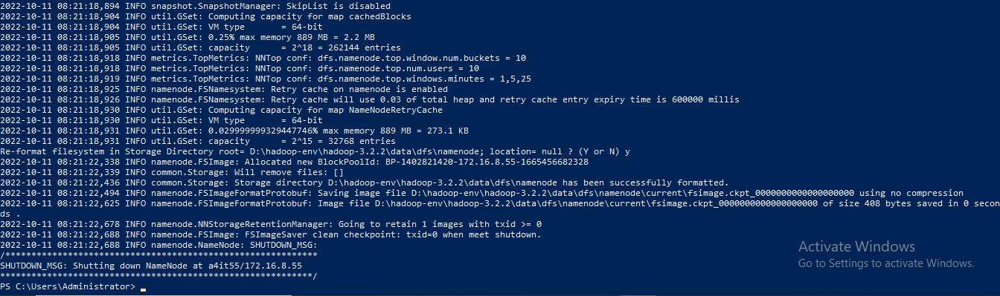 2022-10-11 08:21:18,894 INFO snapshot.SnapshotManager: SkipList is disabled
2022-10-11 08:21:18,904 INFO util.GSet: Computing capacity for map cachedBlocks
2022-10-11 08:21:18,904 INFO util.GSet: VM type       = 64-bit
2022-10-11 08:21:18,905 INFO util.GSet: 0.25% max memory 889 MB = 2.2 MB
2022-10-11 08:21:18,905 INFO util.GSet: capacity      = 2^18 = 262144 entries
2022-10-11 08:21:18,918 INFO metrics.TopMetrics: NNTop conf: dfs.namenode.top.window.num.buckets = 10
2022-10-11 08:21:18,918 INFO metrics.TopMetrics: NNTop conf: dfs.namenode.top.num.users = 10
2022-10-11 08:21:18,919 INFO metrics.TopMetrics: NNTop conf: dfs.namenode.top.windows.minutes = 1,5,25
2022-10-11 08:21:18,925 INFO namenode.FSNamesystem: Retry cache on namenode is enabled
2022-10-11 08:21:18,926 INFO namenode.FSNamesystem: Retry cache will use 0.03 of total heap and retry cache entry expiry time is 600000 millis
2022-10-11 08:21:18,930 INFO util.GSet: Computing capacity for map NameNodeRetryCache
2022-10-11 08:21:18,930 INFO util.GSet: VM type       = 64-bit
2022-10-11 08:21:18,931 INFO util.GSet: 0.029999999329447746% max memory 889 MB = 273.1 KB
2022-10-11 08:21:18,931 INFO util.GSet: capacity      = 2^15 = 32768 entries
Re-format filesystem in Storage Directory root= D:\hadoop-env\hadoop-3.2.2\data\dfs\namenode; location= null ? (Y or N) y
2022-10-11 08:21:22,338 INFO namenode.FSImage: Allocated new BlockPoolId: BP-1402821420-172.16.8.55-1665456682328
2022-10-11 08:21:22,339 INFO common.Storage: Will remove files: []
2022-10-11 08:21:22,436 INFO common.Storage: Storage directory D:\hadoop-env\hadoop-3.2.2\data\dfs\namenode has been successfully formatted.
2022-10-11 08:21:22,494 INFO namenode.FSImageFormatProtobuf: Saving image file D:\hadoop-env\hadoop-3.2.2\data\dfs\namenode\current\fsimage.ckpt_0000000000000000000 using no compression
2022-10-11 08:21:22,625 INFO namenode.FSImageFormatProtobuf: Image file D:\hadoop-env\hadoop-3.2.2\data\dfs\namenode\current\fsimage.ckpt_0000000000000000000 of size 408 bytes saved in 0 secon
ds .
2022-10-11 08:21:22,678 INFO namenode.NNStorageRetentionManager: Going to retain 1 images with txid >= 0
2022-10-11 08:21:22,688 INFO namenode.FSImage: FSImageSaver clean checkpoint: txid=0 when meet shutdown.
2022-10-11 08:21:22,688 INFO namenode.NameNode: SHUTDOWN_MSG:
/************************************************************
SHUTDOWN_MSG: Shutting down NameNode at a4it55/172.16.8.55
************************************************************/
PS C:\Users\Administrator>
Activate Windows
Go to Settings to activate Windows.